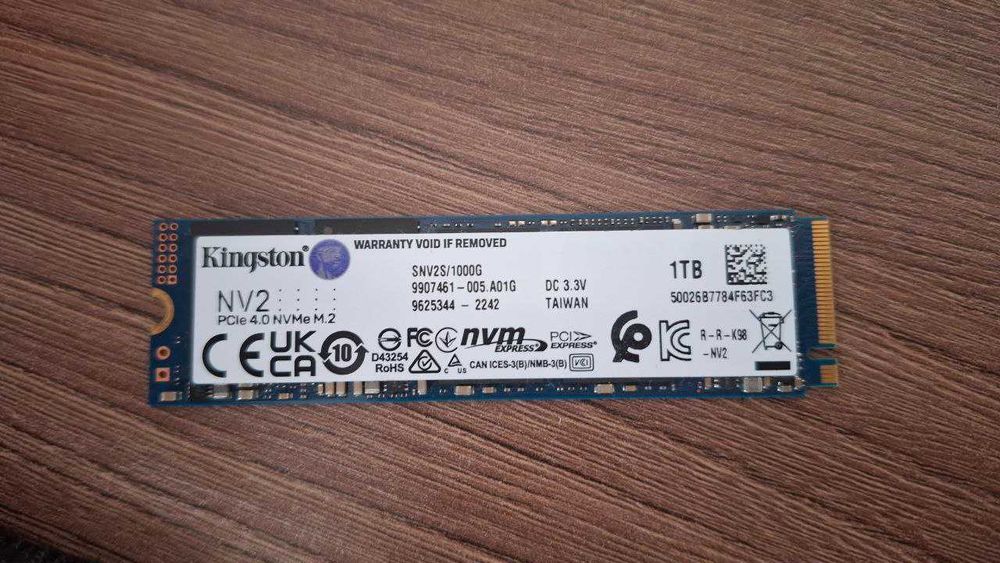 Kingston®
WARRANTY VOID IF REMOVED
NV2
PCIe 4.0 NVMe M.2
SNV2S/1000G
9907461-005.A01G
9625344 - 2242
DC 3.3V
TAIWAN
1TB
50026B7784F63FC3
CE
UK
CA
10
D43254
RoHS
FC
nvm
EXPRESS
PCI
EXPRESS®
c US
CAN ICES-3(B)/NMB-3(B)
VCI
R-R-K98
-NV2